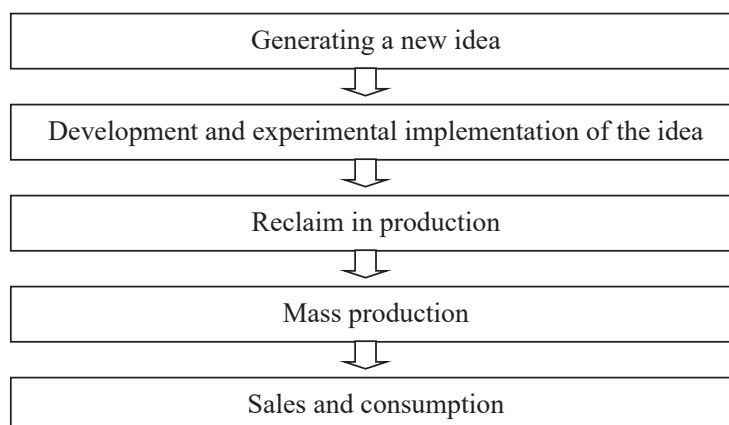 Generating a new idea
Development and experimental implementation of the idea
Reclaim in production
Mass production
Sales and consumption